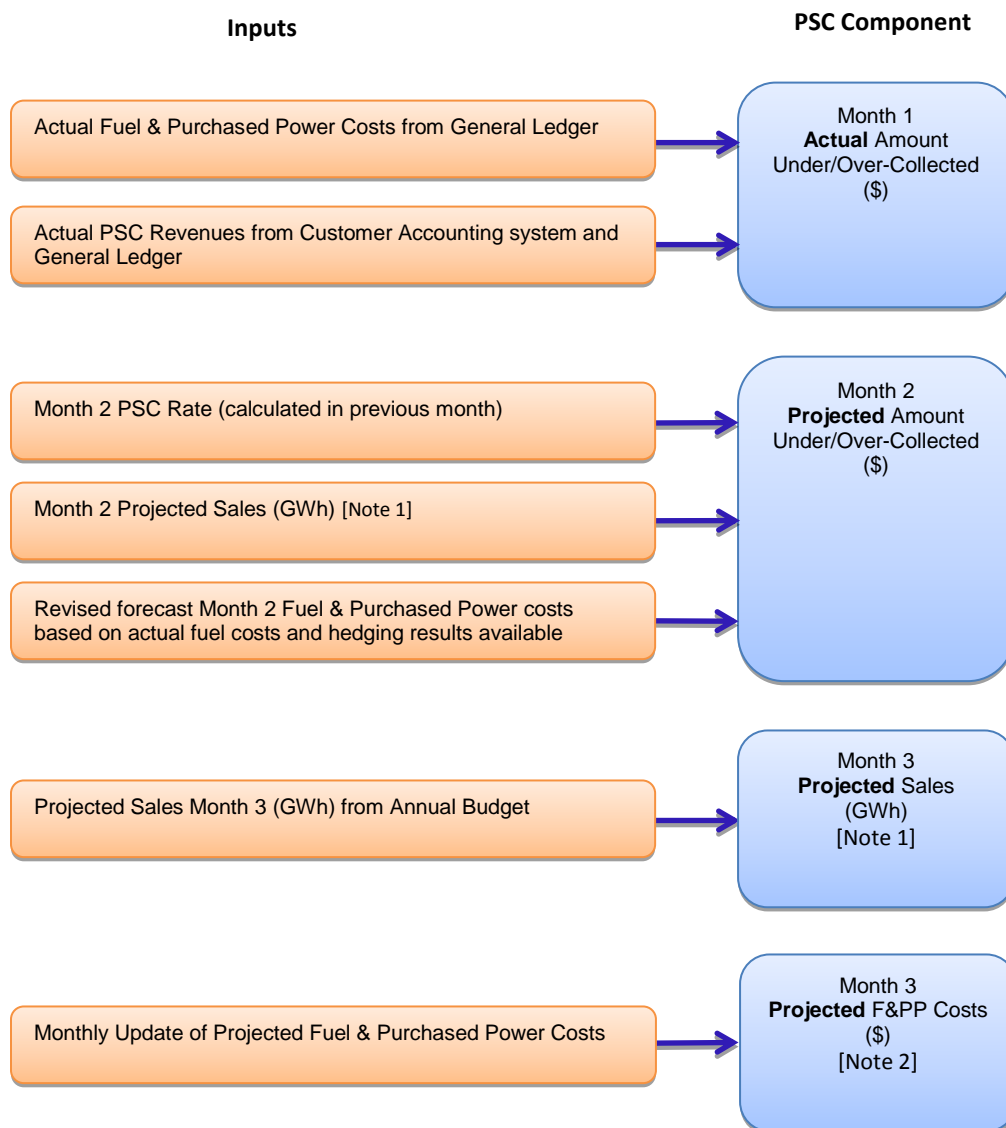 Inputs
PSC Component
Actual Fuel & Purchased Power Costs from General Ledger
Actual PSC Revenues from Customer Accounting system and
General Ledger
Month 1
Actual Amount
Under/Over-Collected
($)
Month 2 PSC Rate (calculated in previous month)
Month 2 Projected Sales (GWh) [Note 1]
Revised forecast Month 2 Fuel & Purchased Power costs
based on actual fuel costs and hedging results available
Month 2
Projected Amount
Under/Over-Collected
($)
Projected Sales Month 3 (GWh) from Annual Budget
Month 3
Projected Sales
(GWh)
[Note 1]
Monthly Update of Projected Fuel & Purchased Power Costs
Month 3
Projected F&PP Costs
($)
[Note 2]